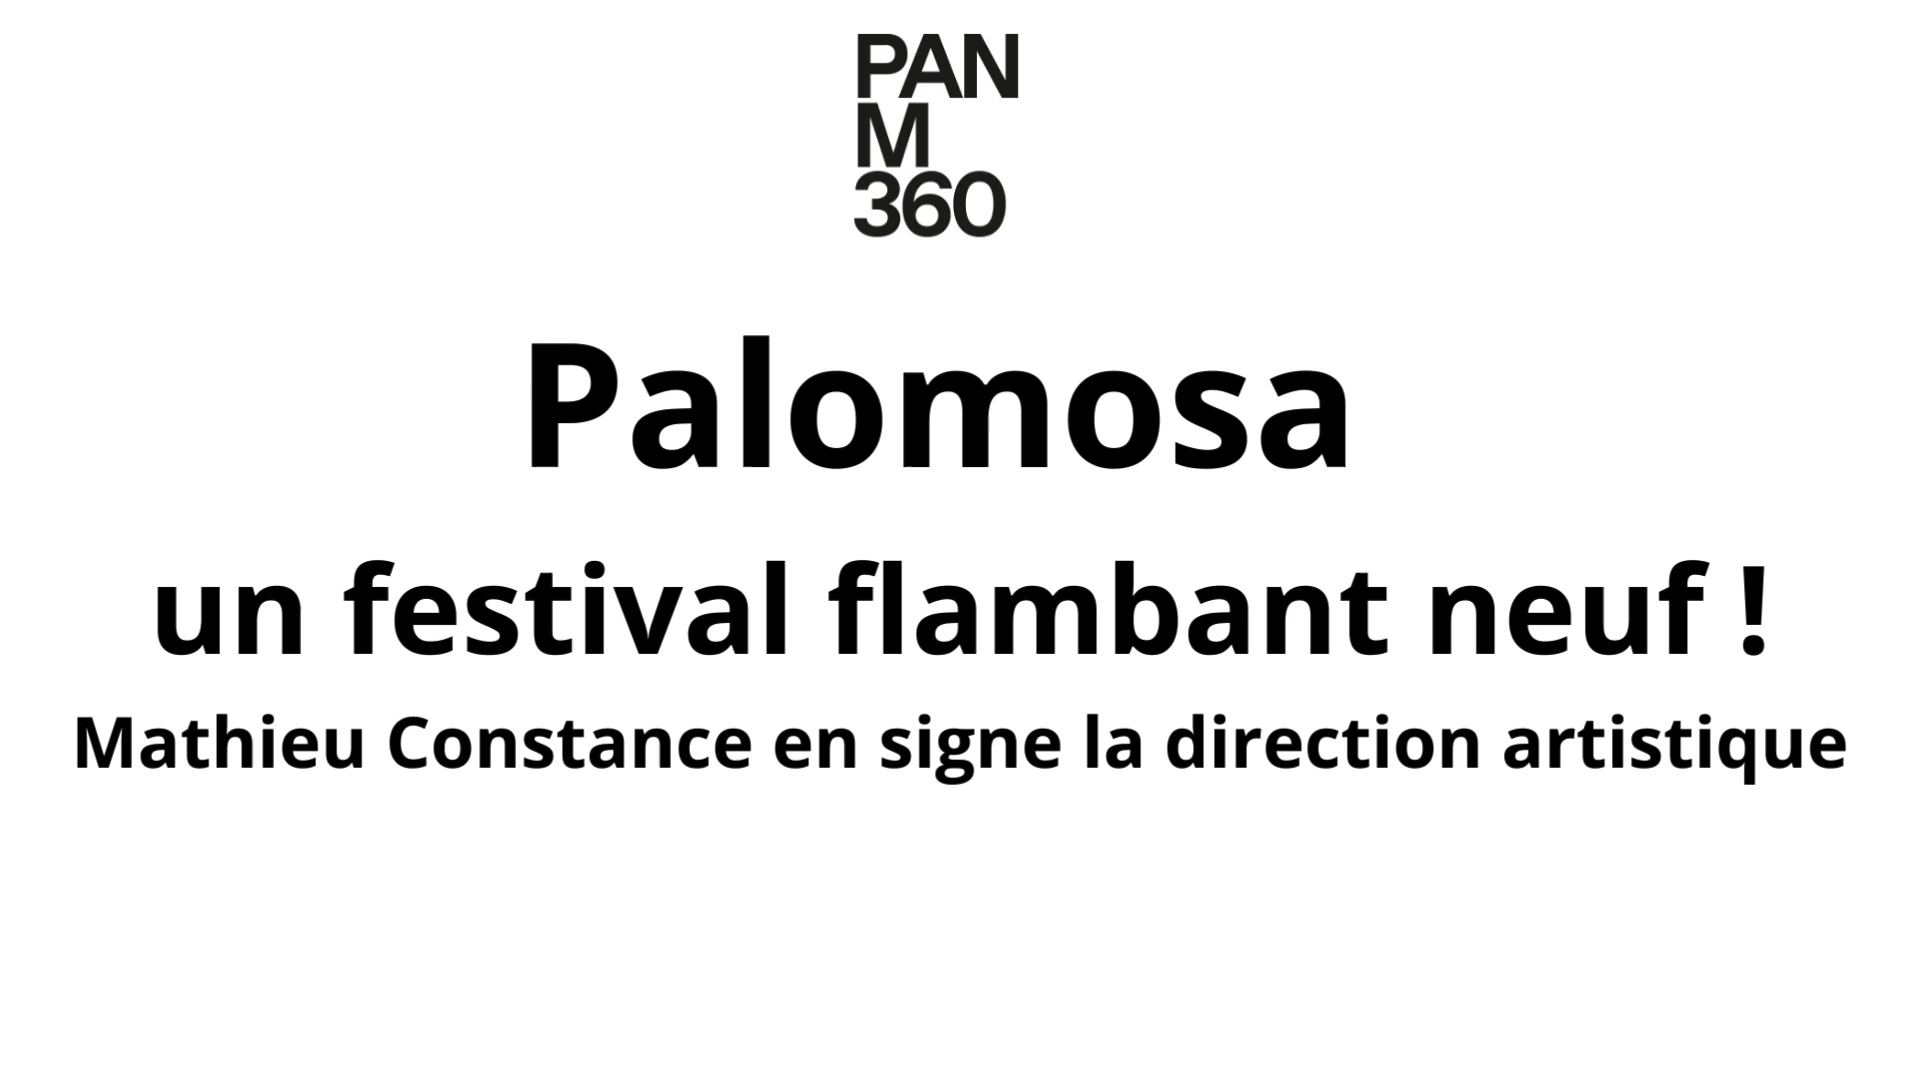 PAN
M
360
Palomosa
un festival flambant neuf !
Mathieu Constance en signe la direction artistique